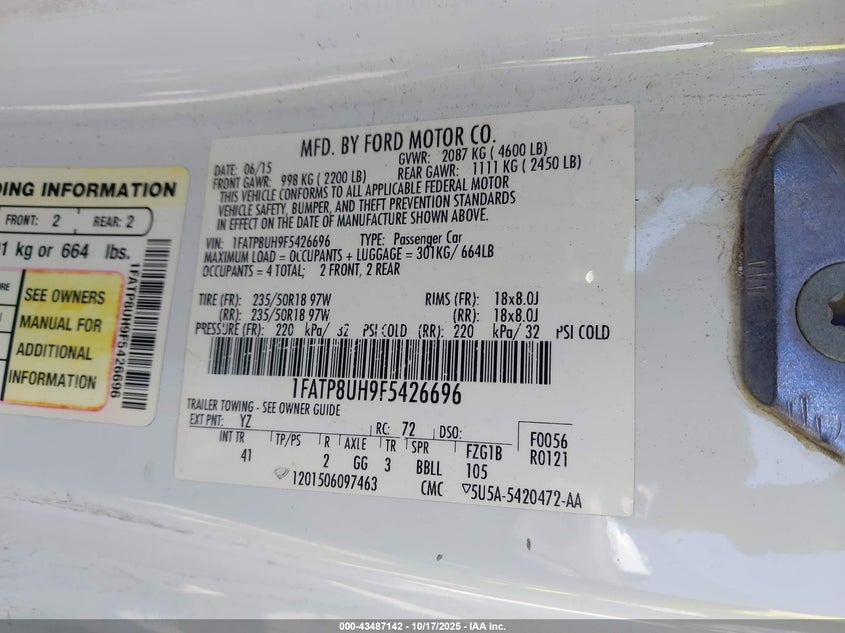 MFD. BY FORD MOTOR CO.
DATE: 06/15 GVWR: 2087 KG ( 4600 LB)
FRONT GAWR: 998 KG ( 2200 LB) REAR GAWR: 1111 KG ( 2450 LB)
THIS VEHICLE CONFORMS TO ALL APPLICABLE FEDERAL MOTOR
VEHICLE SAFETY, BUMPER, AND THEFT PREVENTION STANDARDS
IN EFFECT ON THE DATE OF MANUFACTURE SHOWN ABOVE.
VIN: 1FATP8UH9F5426696 TYPE: Passenger Car
MAXIMUM LOAD = OCCUPANTS + LUGGAGE = 301KG/ 664LB
OCCUPANTS = 4 TOTAL; 2 FRONT, 2 REAR
TIRE (FR): 235/50R18 97W RIMS (FR): 18x8.0J
(RR): 235/50R18 97W (RR): 18x8.0J
PRESSURE(FR): 220 kPa/ 32 PSI COLD (RR): 220 kPa/ 32 PSI COLD
1FATP8UH9F5426696
TRAILER TOWING - SEE OWNER GUIDE
EXT PNT: YZ RC: 72 DSO: F0056
INT TR TP/PS R AXLE TR SPR FZG1B R0121
41 2 GG 3 BBLL 105
1201506097463 CMC 5U5A-5420472-AA
DING INFORMATION
FRONT: 2 REAR: 2
1 kg or 664 lbs.
SEE OWNERS
MANUAL FOR
ADDITIONAL
INFORMATION
1FATP8UH9F5426696
000-43487142 - 10/17/2025 - IAA Inc.